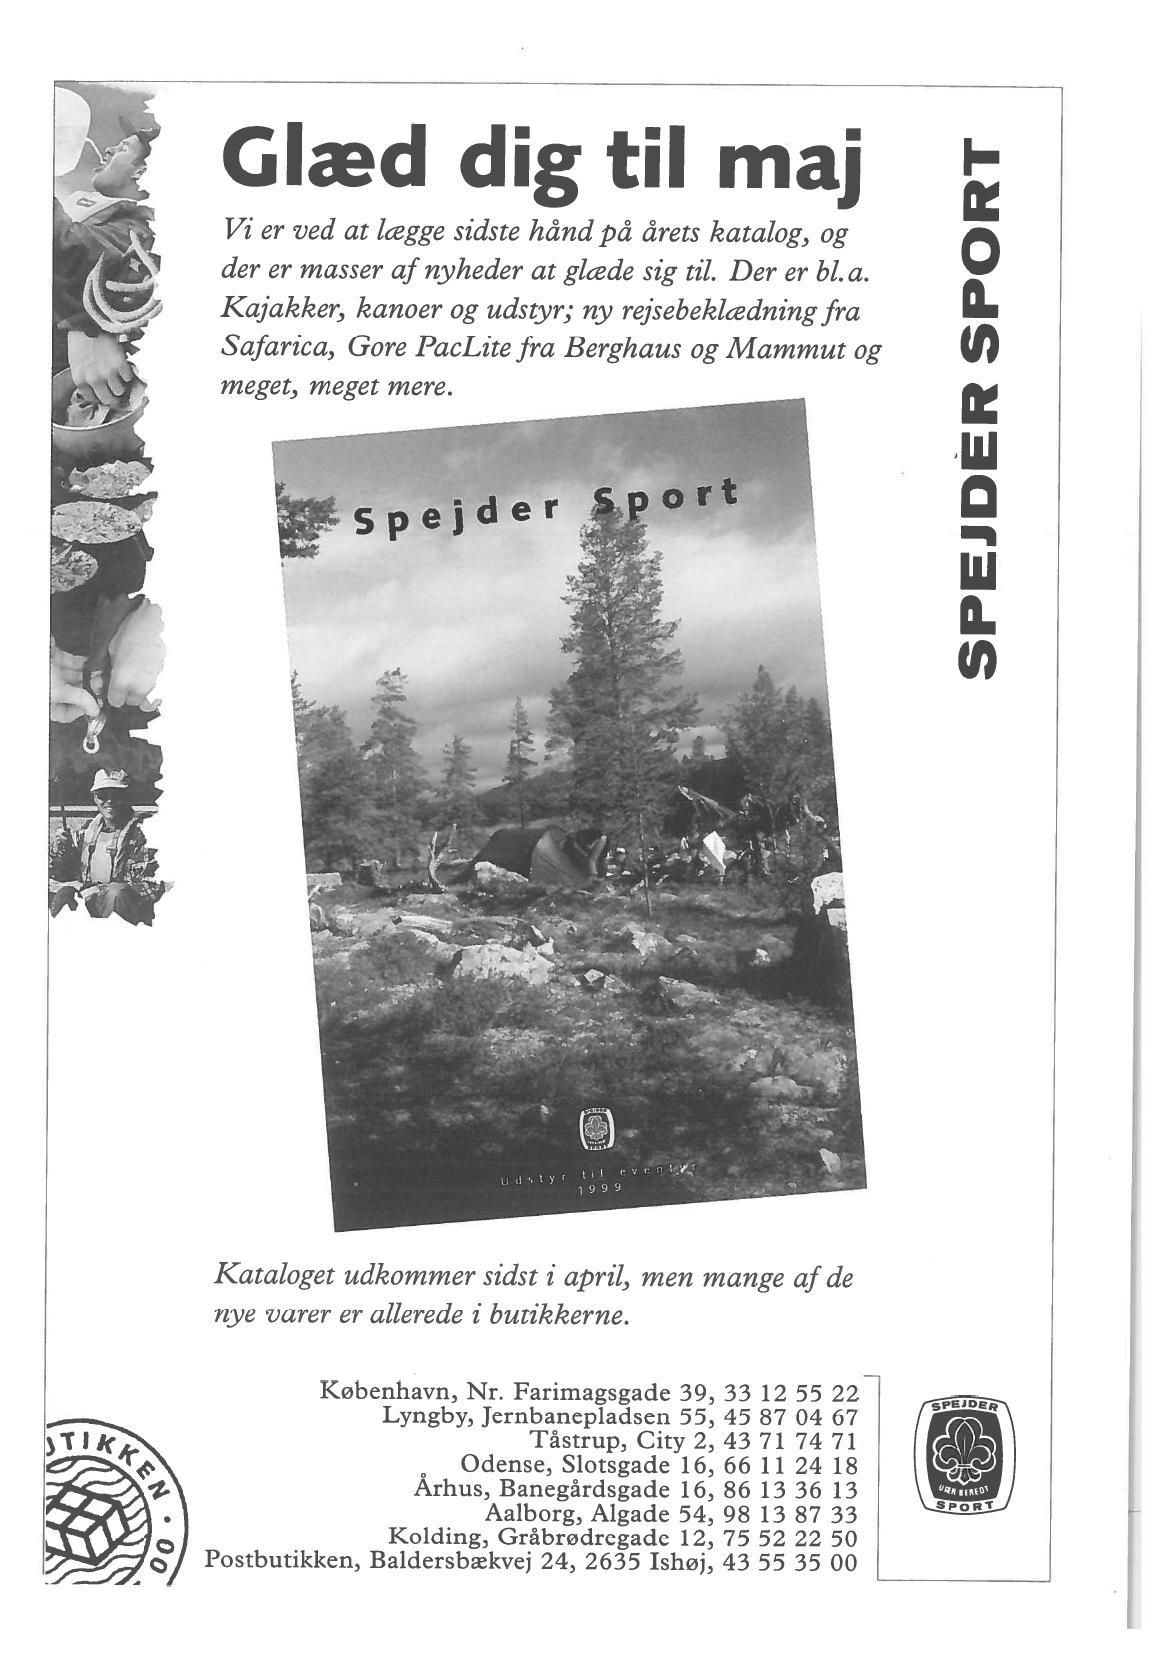 Glæd dig til maj
Vi er ved at lægge sidste hånd på årets katalog, og
der er masser af nyheder at glæde sig til. Der er bl.a.
Kajakker, kanoer og udstyr; ny rejsebeklædning fra
Safarica, Gore PacLite fra Berghaus og Mammut og
meget, meget mere.
SPEJDER SPORT
Spejder Sport
Udstyr til eventyr
1999
Kataloget udkommer sidst i april, men mange af de
nye varer er allerede i butikkerne.
København, Nr. Farimagsgade 39, 33 12 55 22
Lyngby, Jernbanepladsen 55, 45 87 04 67
Tåstrup, City 2, 43 71 74 71
Odense, Slotsgade 16, 66 11 24 18
Århus, Banegårdsgade 16, 86 13 36 13
Aalborg, Algade 54, 98 13 87 33
Kolding, Gråbrødregade 12, 75 52 22 50
Postbutikken, Baldersbækvej 24, 2635 Ishøj, 43 55 35 00
UTIKKEN · 00
SPEJDER
VÆR BEREDT
SPORT